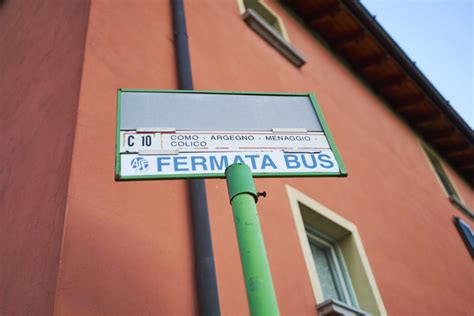 C 10 COMO - ARGEGNO - MENAGGIO -
COLICO
ASF FERMATA BUS